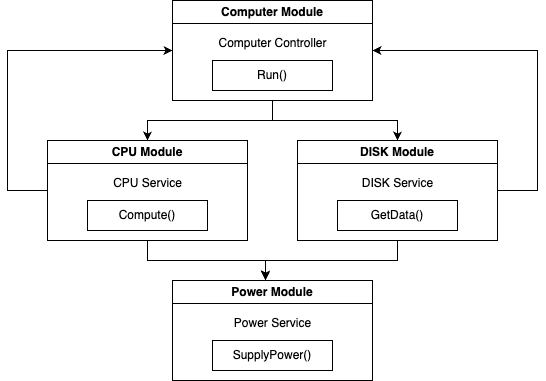 Computer Module
Computer Controller
Run()
CPU Module
CPU Service
Compute()
DISK Module
DISK Service
GetData()
Power Module
Power Service
SupplyPower()